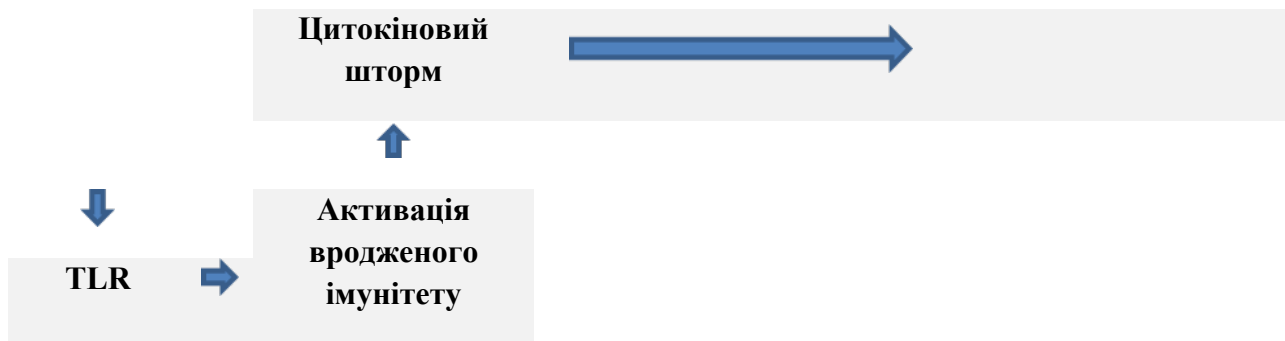 Цитокіновий
шторм
Активація
вродженого
імунітету
TLR